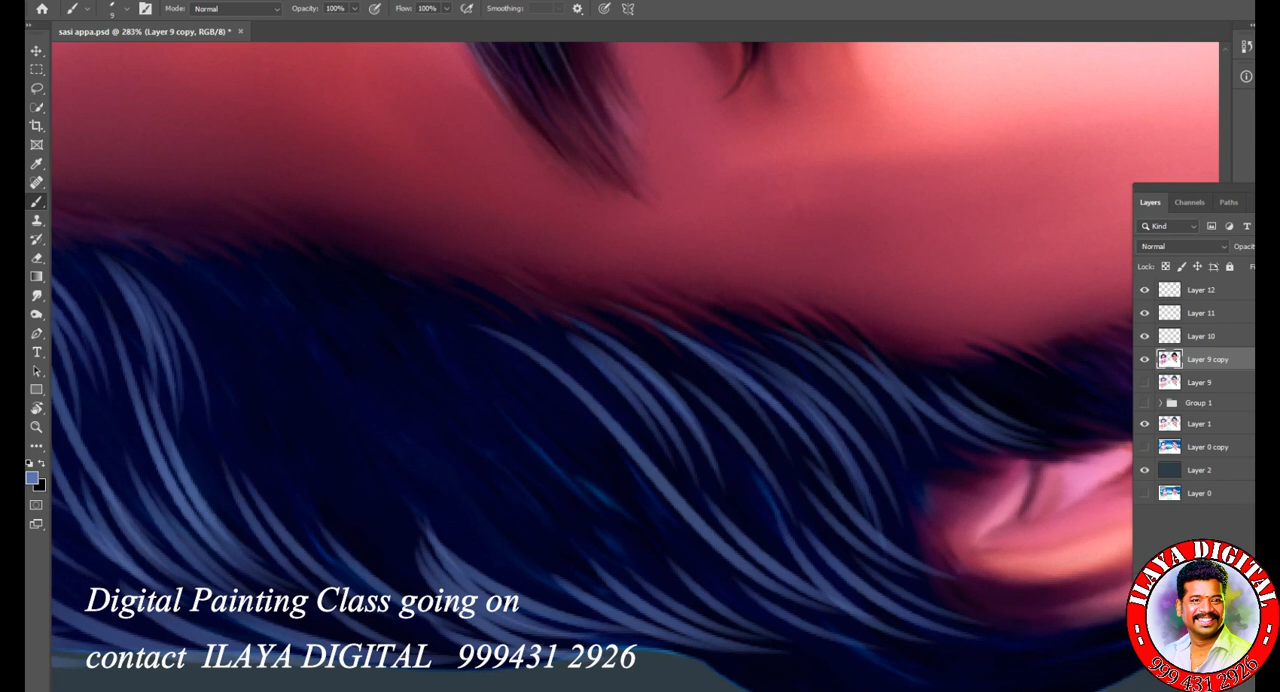 Mode: Normal Opacity: 100% Flow: 100% Smoothing:
sasi appa.psd @ 283% (Layer 9 copy, RGB/8) *
Layers Channels Paths
Kind
Normal Opacit
Lock:
Layer 12
Layer 11
Layer 10
Layer 9 copy
Layer 9
Group 1
Layer 1
Layer 0 copy
Layer 2
Layer 0
Digital Painting Class going on
contact ILAYA DIGITAL 999431 2926
ILAYA DIGITAL
999 431 2926